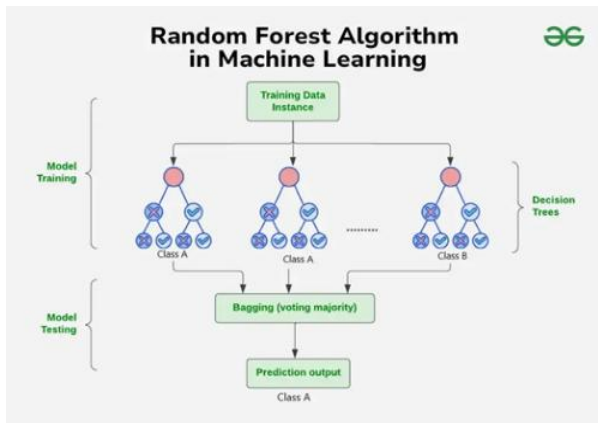 Random Forest Algorithm
in Machine Learning
Training Data
Instance
Model
Training
Decision
Trees
.........
Class A
Class A
Class B
Model
Testing
Bagging (voting majority)
Prediction output
Class A